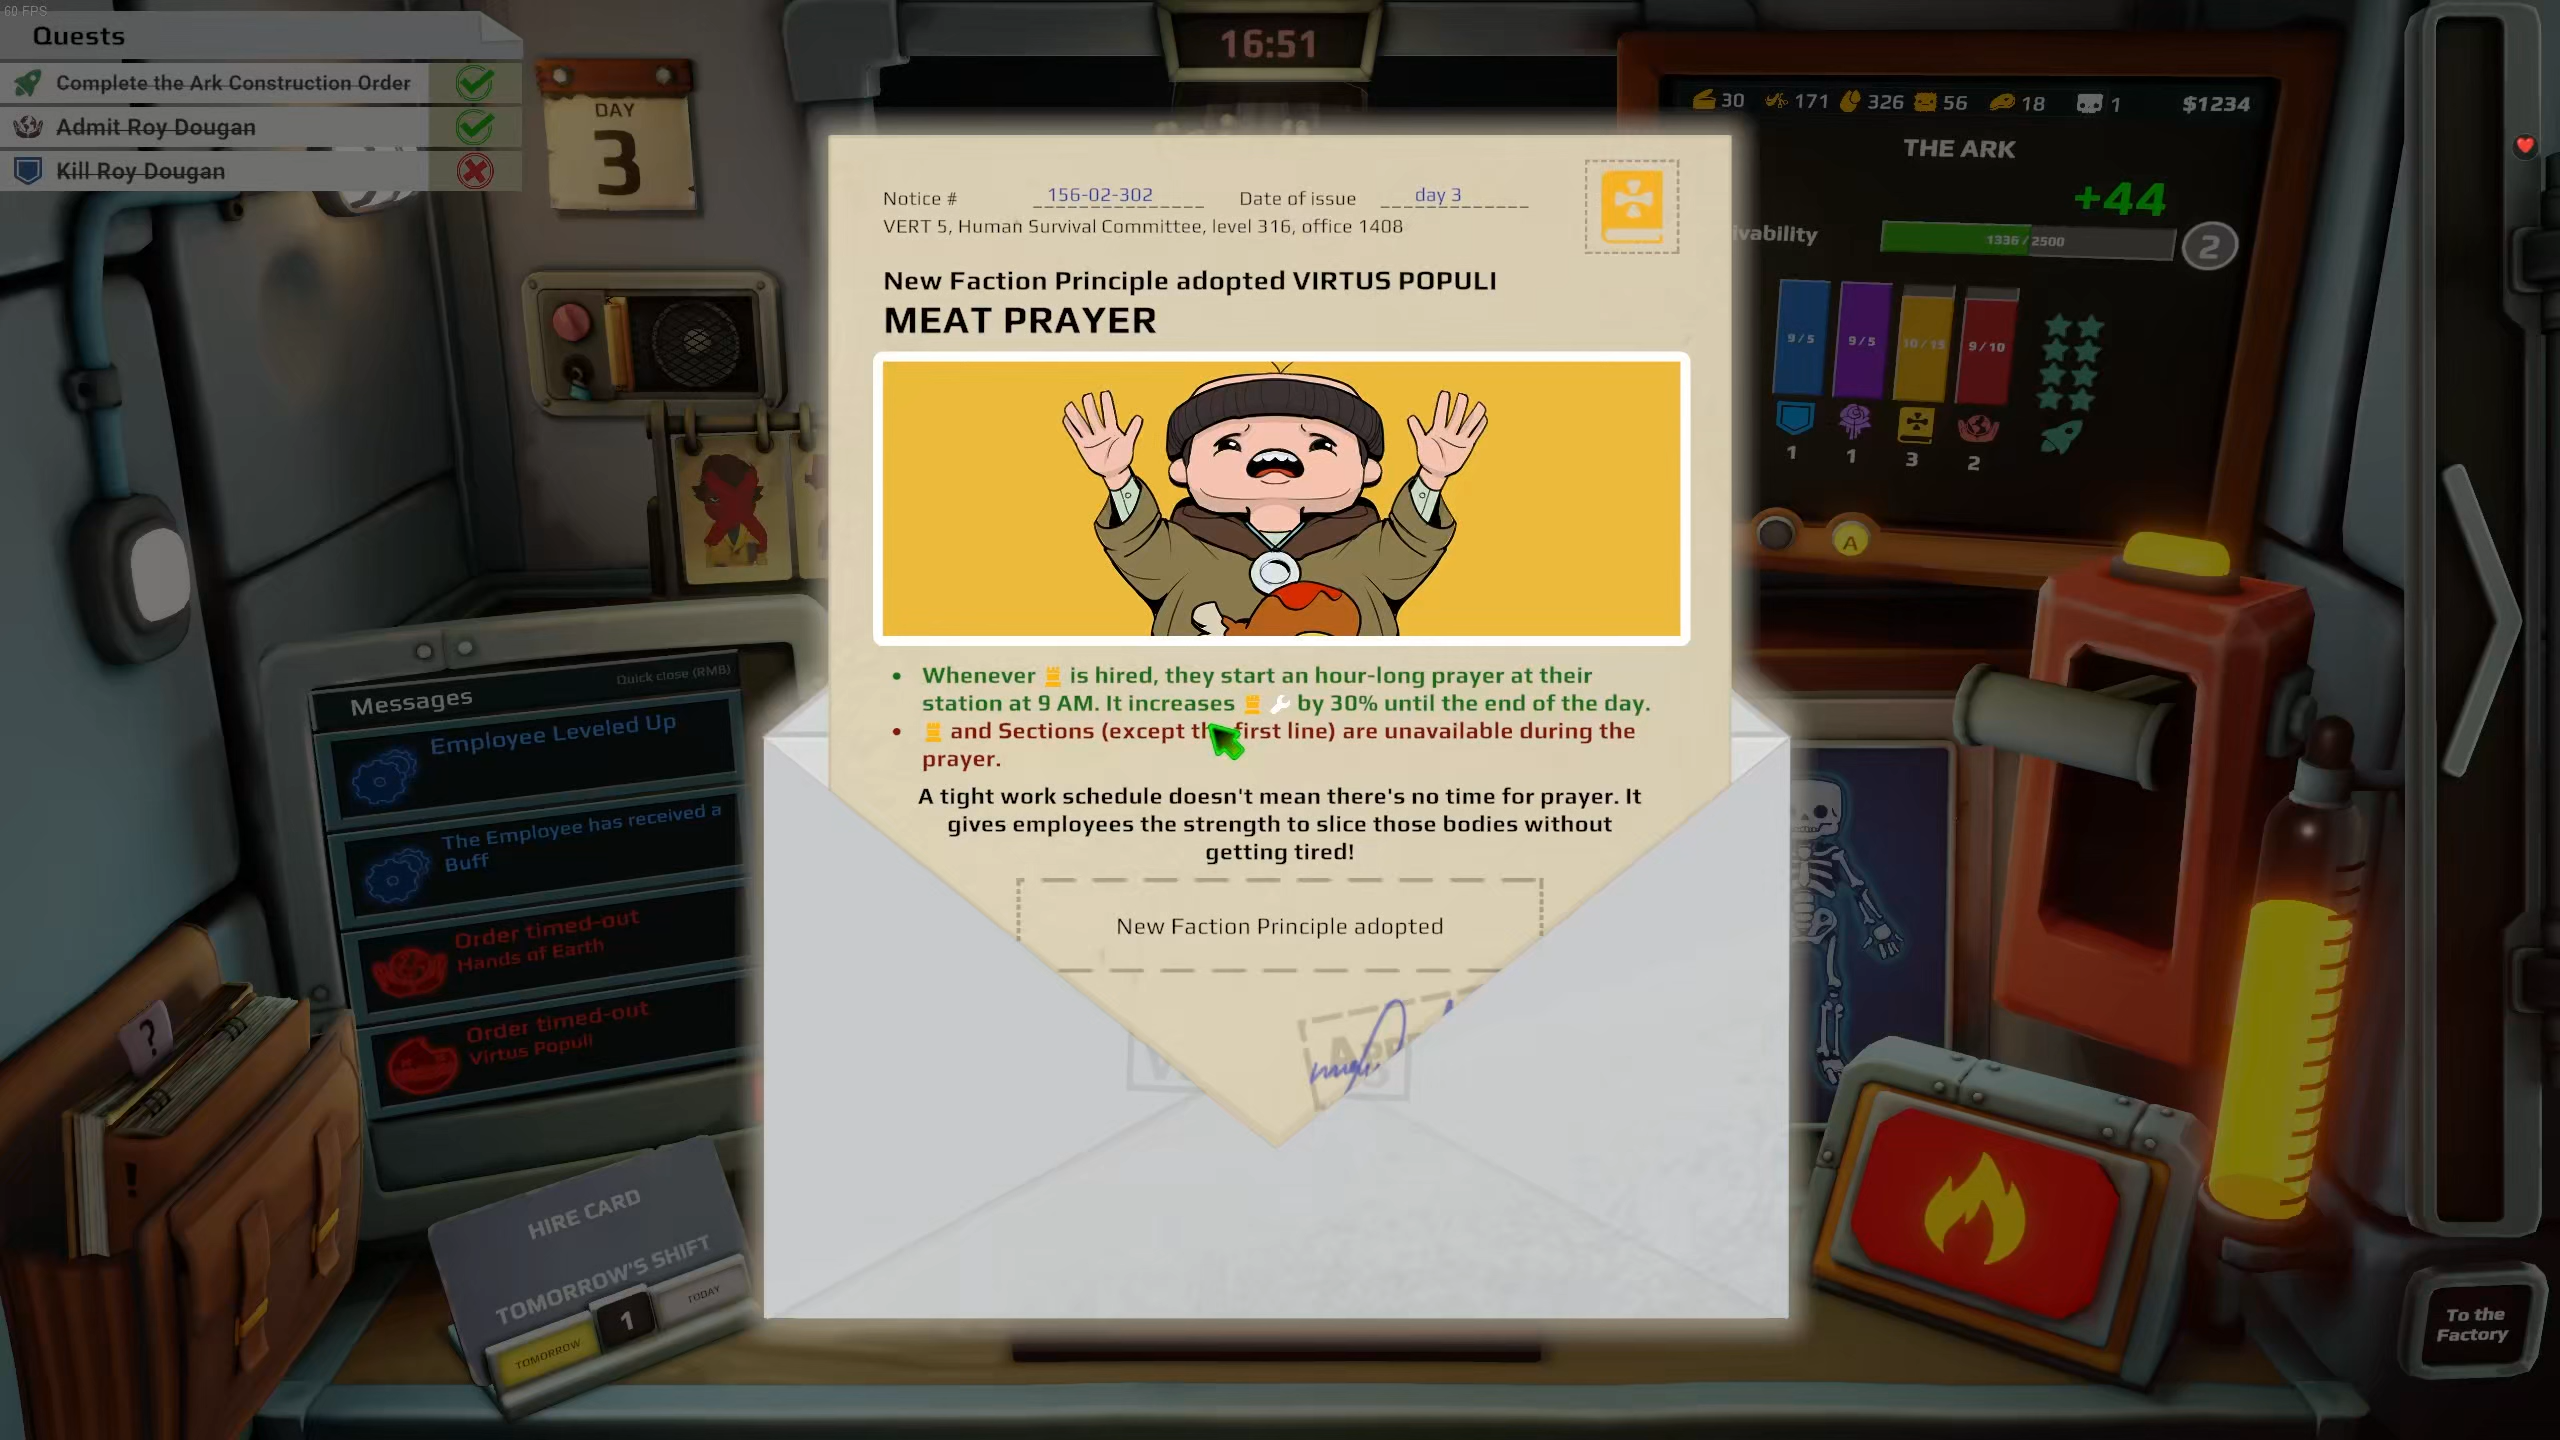 60 FPS
Quests
Complete the Ark Construction Order
Admit Roy Dougan
Kill Roy Dougan
DAY
3
16:51
30 171 326 56 18 1 $1234
THE ARK
+44
ivability
1336 / 2500
2
9/5 9/5 10/15 9/10
1 1 3 2
A
Notice # 156-02-302 Date of issue day 3
VERT 5, Human Survival Committee, level 316, office 1408
New Faction Principle adopted VIRTUS POPULI
MEAT PRAYER
• Whenever is hired, they start an hour-long prayer at their
station at 9 AM. It increases by 30% until the end of the day.
• and Sections (except the first line) are unavailable during the
prayer.
A tight work schedule doesn't mean there's no time for prayer. It
gives employees the strength to slice those bodies without
getting tired!
New Faction Principle adopted
Messages
Quick close (RMB)
Employee Leveled Up
The Employee has received a
Buff
Order timed-out
Hands of Earth
Order timed-out
Virtus Populi
?
!
HIRE CARD
TOMORROW'S SHIFT
TOMORROW 1 TODAY
To the
Factory